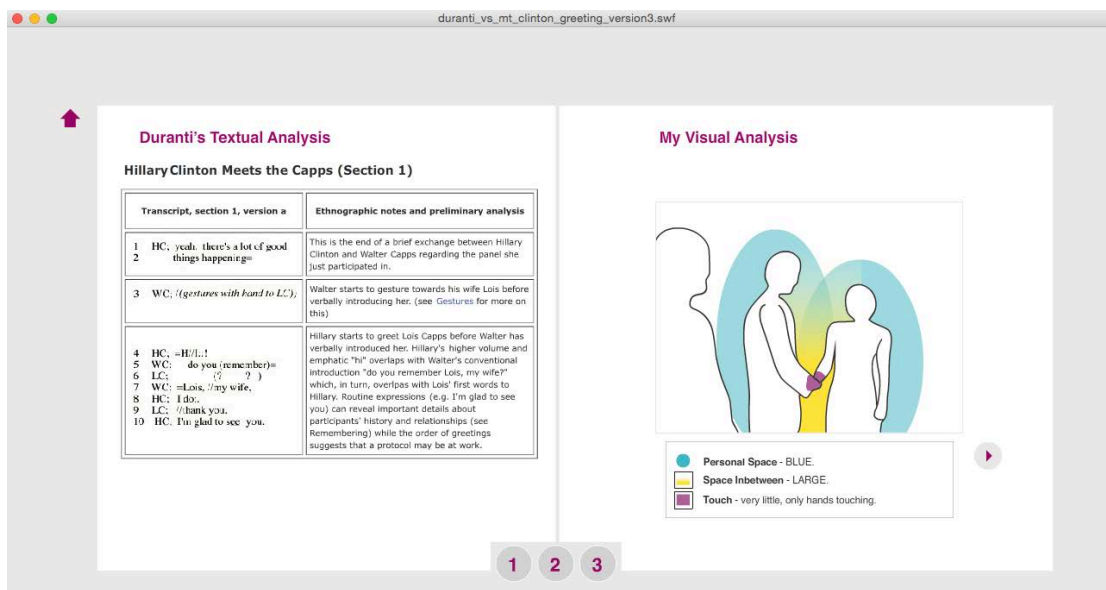 duranti_vs_mt_clinton_greeting_version3.swf
Duranti's Textual Analysis
Hillary Clinton Meets the Capps (Section 1)
Transcript, section 1, version a
Ethnographic notes and preliminary analysis
1 HC; yeah. there's a lot of good
2 things happening=
This is the end of a brief exchange between Hillary
Clinton and Walter Capps regarding the panel she
just participated in.
3 WC; //(gestures with hand to LC);
Walter starts to gesture towards his wife Lois before
verbally introducing her. (see Gestures for more on
this)
4 HC, =HI//I..!
5 WC; do you (remember)=
6 LC; (? ? )
7 WC; =Lois, //my wife,
8 HC; I do:.
9 LC; //thank you.
10 HC, I'm glad to see you.
Hillary starts to greet Lois Capps before Walter has
verbally introduced her. Hillary's higher volume and
emphatic "hi" overlaps with Walter's conventional
introduction "do you remember Lois, my wife?"
which, in turn, overlpas with Lois' first words to
Hillary. Routine expressions (e.g. I'm glad to see
you) can reveal important details about
participants' history and relationships (see
Remembering) while the order of greetings
suggests that a protocol may be at work.
My Visual Analysis
Personal Space - BLUE.
Space Inbetween - LARGE.
Touch - very little, only hands touching.
1 2 3